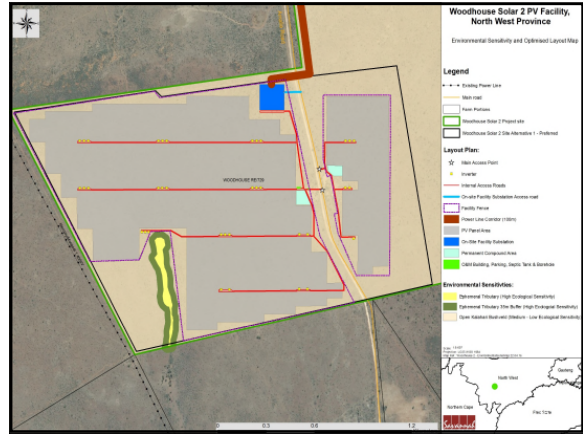 Woodhouse Solar 2 PV Facility,
North West Province
Environmental Sensitivity and Optimised Layout Map
Legend
Existing Power Line
Main road
Farm Portions
Woodhouse Solar 2 Project site
Woodhouse Solar 2 Site Alternative 1 - Preferred
Layout Plan:
Main Access Point
Inverter
Internal Access Roads
On-site Facility Substation Access road
Facility Fence
Power Line Corridor (100m)
PV Panel Area
On-Site Facility Substation
Permanent Compound Area
O&M Building, Parking, Septic Tank & Borehole
Environmental Sensitivities:
Ephemeral Tributary (High Ecological Sensitivity)
Ephemeral Tributary 30m Buffer (High Ecological Sensitivity)
Open Kalahari Bushveld (Medium - Low Ecological Sensitivity)
WOODHOUSE RE/729
North West
Gauteng
Northern Cape
Free State
Savannah
0.3
0.6
1.2